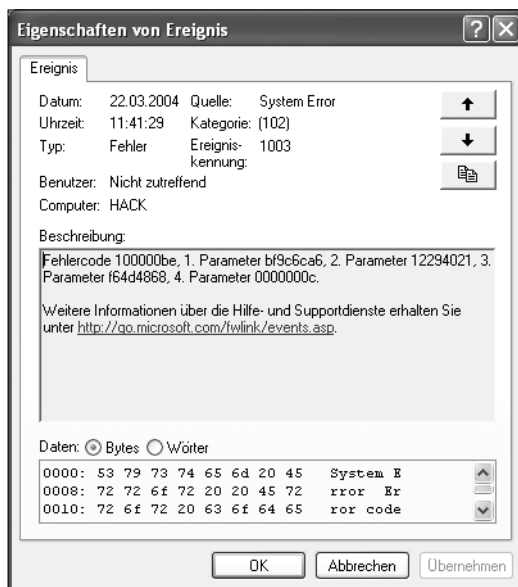 Eigenschaften von Ereignis
Ereignis
Datum: 22.03.2004 Quelle: System Error
Uhrzeit: 11:41:29 Kategorie: (102)
Typ: Fehler Ereignis-kennung: 1003
Benutzer: Nicht zutreffend
Computer: HACK
Beschreibung:
Fehlercode 100000be, 1. Parameter bf9c6ca6, 2. Parameter 12294021, 3.
Parameter f64d4868, 4. Parameter 0000000c.
Weitere Informationen über die Hilfe- und Supportdienste erhalten Sie
unter http://go.microsoft.com/fwlink/events.asp.
Daten: Bytes Wörter
0000: 53 79 73 74 65 6d 20 45 System E
0008: 72 72 6f 72 20 20 45 72 rror Er
0010: 72 6f 72 20 63 6f 64 65 ror code
OK Abbrechen Übernehmen